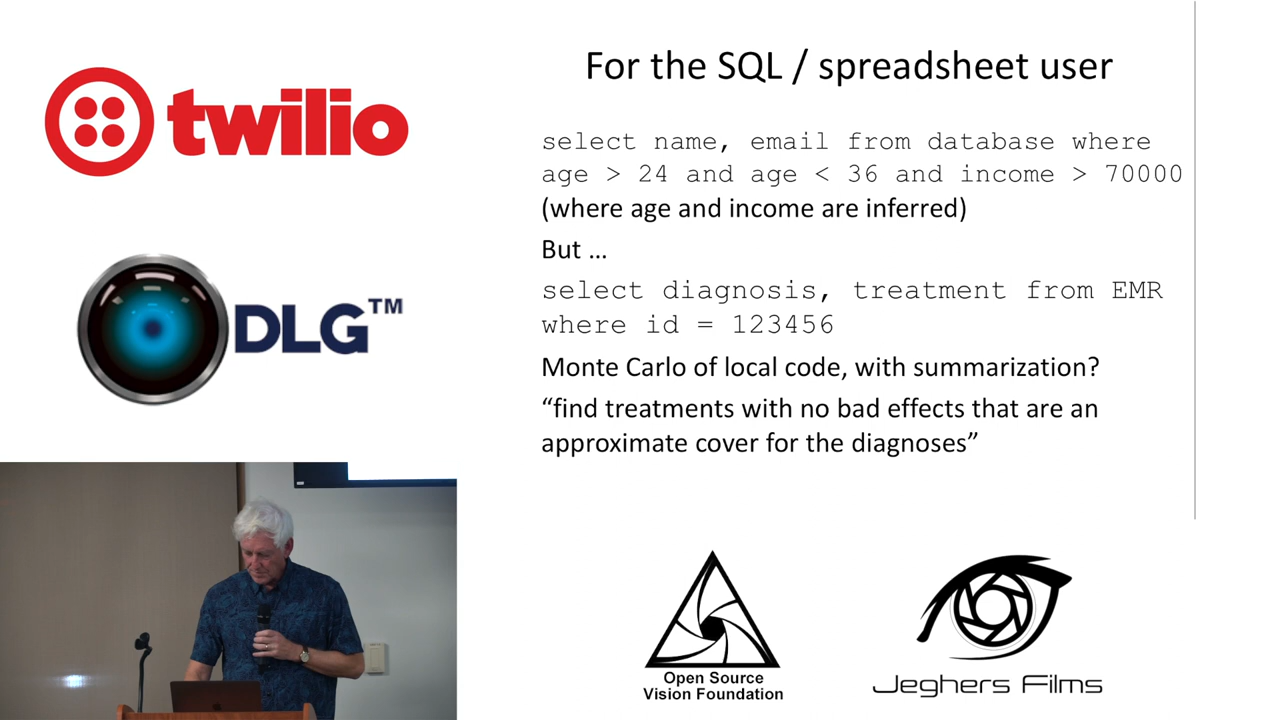 twilio
DLG™
For the SQL / spreadsheet user
select name, email from database where
age > 24 and age < 36 and income > 70000
(where age and income are inferred)
But …
select diagnosis, treatment from EMR
where id = 123456
Monte Carlo of local code, with summarization?
“find treatments with no bad effects that are an
approximate cover for the diagnoses”
Open Source
Vision Foundation
Jeghers Films